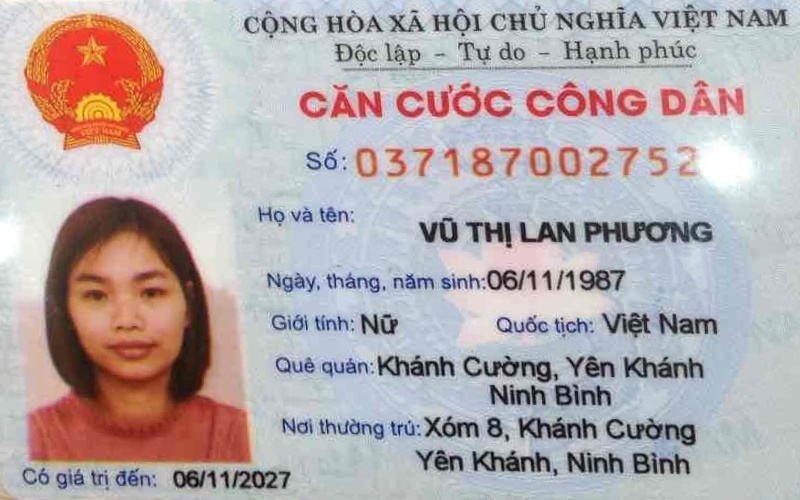 CỘNG HÒA XÃ HỘI CHỦ NGHĨA VIỆT NAM
Độc lập – Tự do – Hạnh phúc
CĂN CƯỚC CÔNG DÂN
Số: 037187002752
Họ và tên:
VŨ THỊ LAN PHƯƠNG
Ngày, tháng, năm sinh: 06/11/1987
Giới tính: Nữ Quốc tịch: Việt Nam
Quê quán: Khánh Cường, Yên Khánh
Ninh Bình
Nơi thường trú: Xóm 8, Khánh Cường
Yên Khánh, Ninh Bình
Có giá trị đến: 06/11/2027